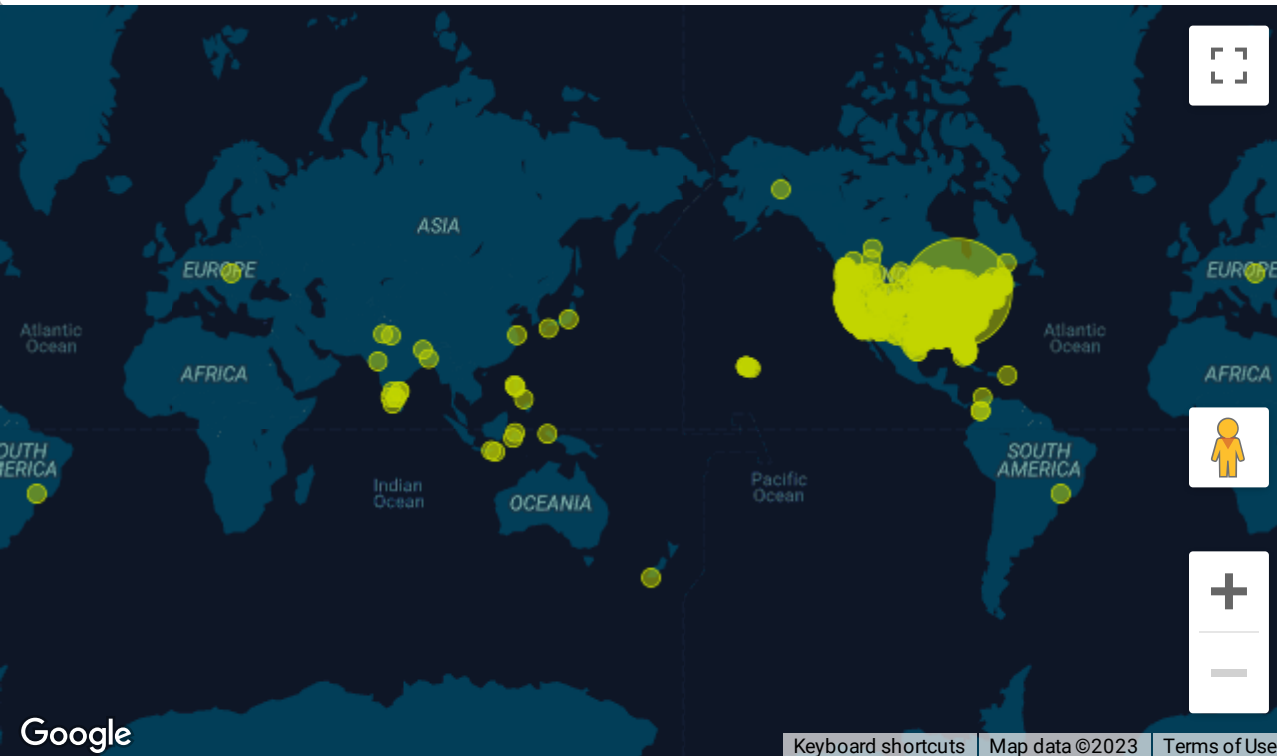 ASIA
EUROPE
EUROPE
Atlantic
Ocean
Atlantic
Ocean
AFRICA
AFRICA
OUTH
MERICA
SOUTH
AMERICA
Indian
Ocean
OCEANIA
Pacific
Ocean
Google
Keyboard shortcuts
Map data ©2023
Terms of Use